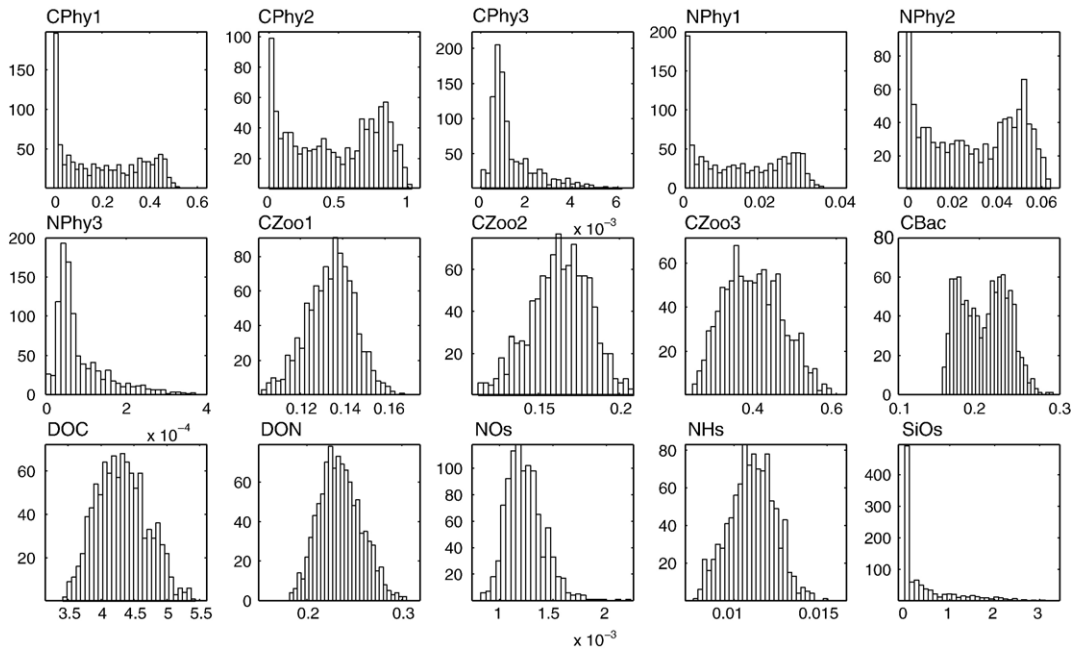 CPhy1 CPhy2 CPhy3 NPhy1 NPhy2
150 100 50 0 0.2 0.4 0.6
100 80 60 40 20 0 0.5 1
200 150 100 50 0 2 4 6
200 150 100 50 0 0.02 0.04
80 60 40 20 0 0.02 0.04 0.06
x 10⁻³
NPhy3 CZoo1 CZoo2 CZoo3 CBac
200 150 100 50 0 0 2 4
80 60 40 20 0.12 0.14 0.16
60 40 20 0.15 0.2
60 40 20 0.4 0.6
80 60 40 20 0 0.1 0.2 0.3
x 10⁻⁴
DOC DON NOs NHs SiOs
60 40 20 3.5 4 4.5 5 5.5
80 60 40 20 0 0.2 0.3
100 80 60 40 20 1 1.5 2
80 60 40 20 0.01 0.015
400 300 200 100 0 1 2 3
x 10⁻³